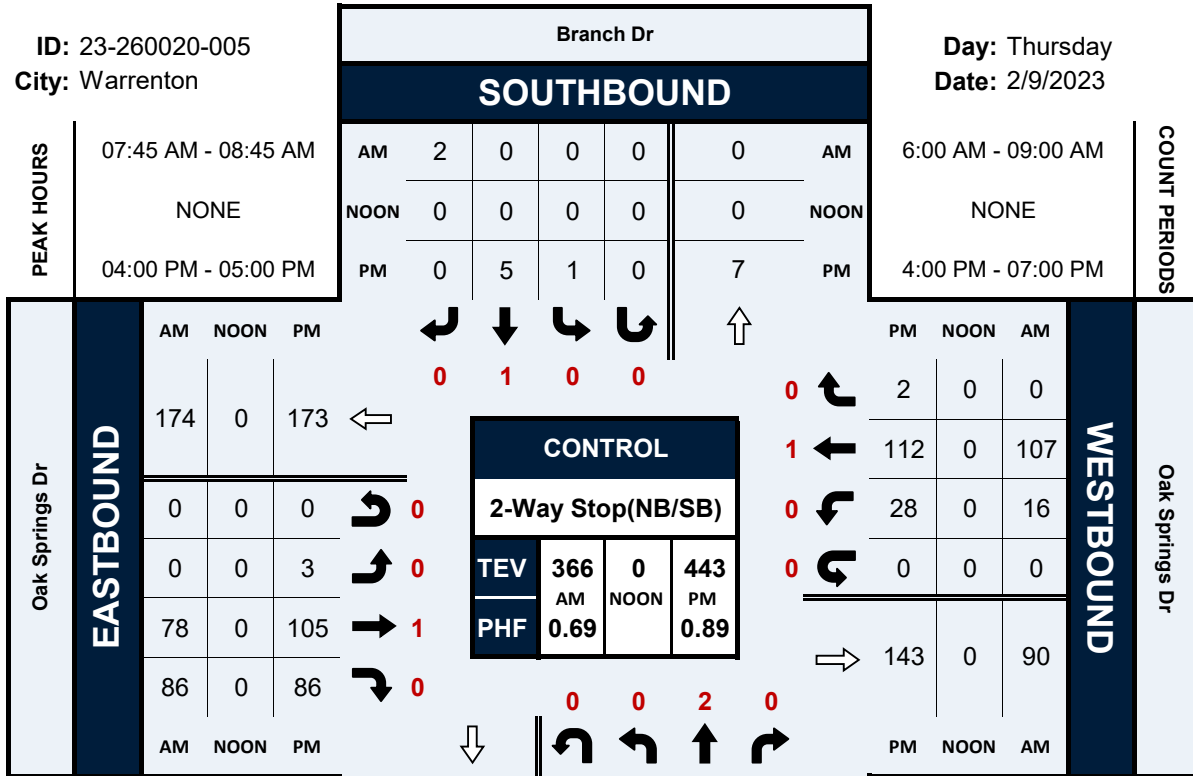 Branch Dr
ID: 23-260020-005
City: Warrenton
Day: Thursday
Date: 2/9/2023
SOUTHBOUND
PEAK HOURS
07:45 AM - 08:45 AM
NONE
04:00 PM - 05:00 PM
AM 2 0 0 0 0 AM
NOON 0 0 0 0 0 NOON
PM 0 5 1 0 7 PM
6:00 AM - 09:00 AM
NONE
4:00 PM - 07:00 PM
COUNT PERIODS
0 1 0 0
Oak Springs Dr
EASTBOUND
AM NOON PM
174 0 173
0 0 0 0
0 0 3 0
78 0 105 1
86 0 86 0
AM NOON PM
CONTROL
2-Way Stop(NB/SB)
TEV 366 0 443
AM NOON PM
PHF 0.69 0.89
PM NOON AM
0 2 0 0
1 112 0 107
0 28 0 16
0 0 0 0
143 0 90
PM NOON AM
WESTBOUND
Oak Springs Dr
0 0 2 0